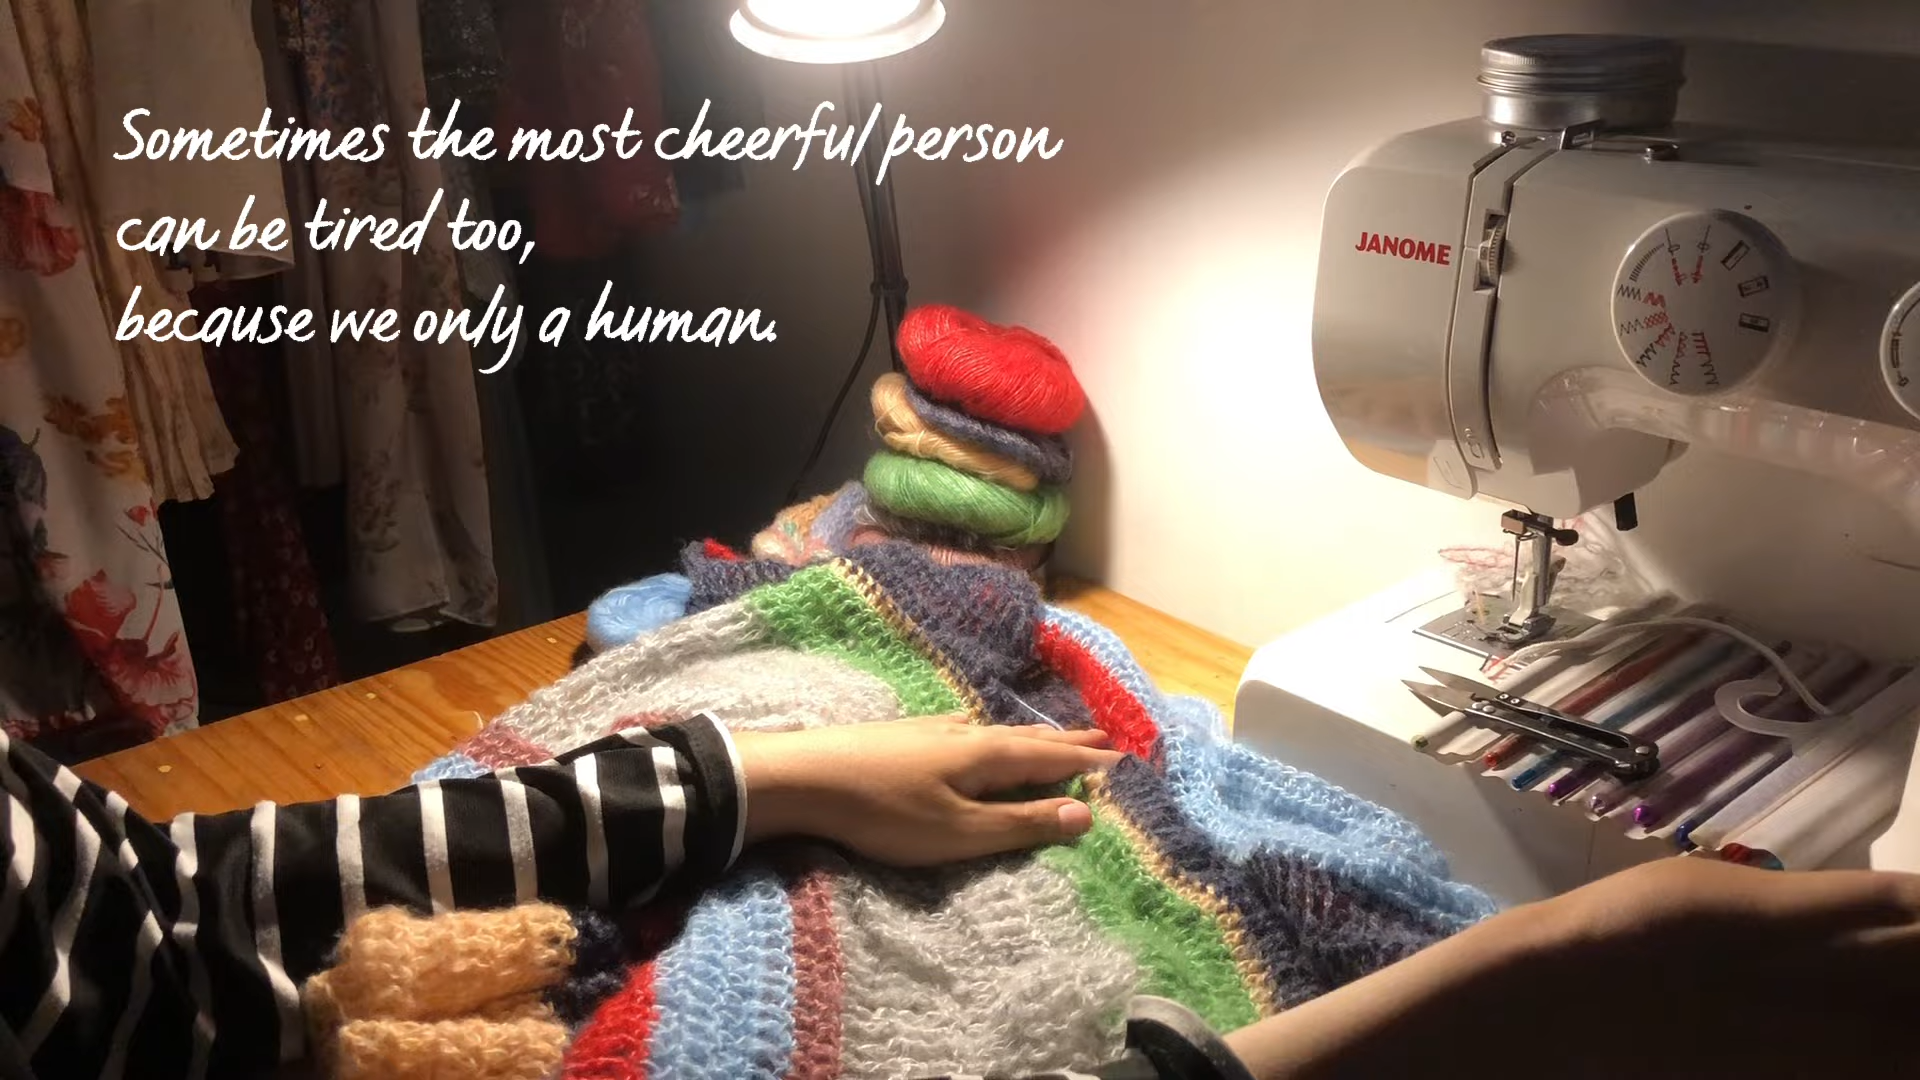 Sometimes the most cheerful person
can be tired too,
because we only a human.
JANOME